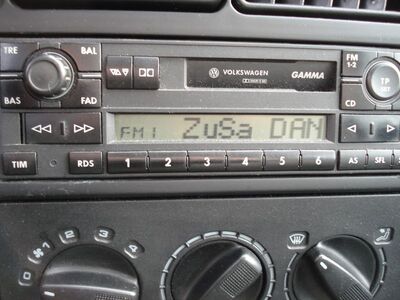 TRE BAL
VOLKSWAGEN GAMMA
FM 1-2
TP SET
BAS FAD
CD
FM1 ZuSa DAN
TIM RDS 1 2 3 4 5 6 AS SFL
0 1 2 3 4